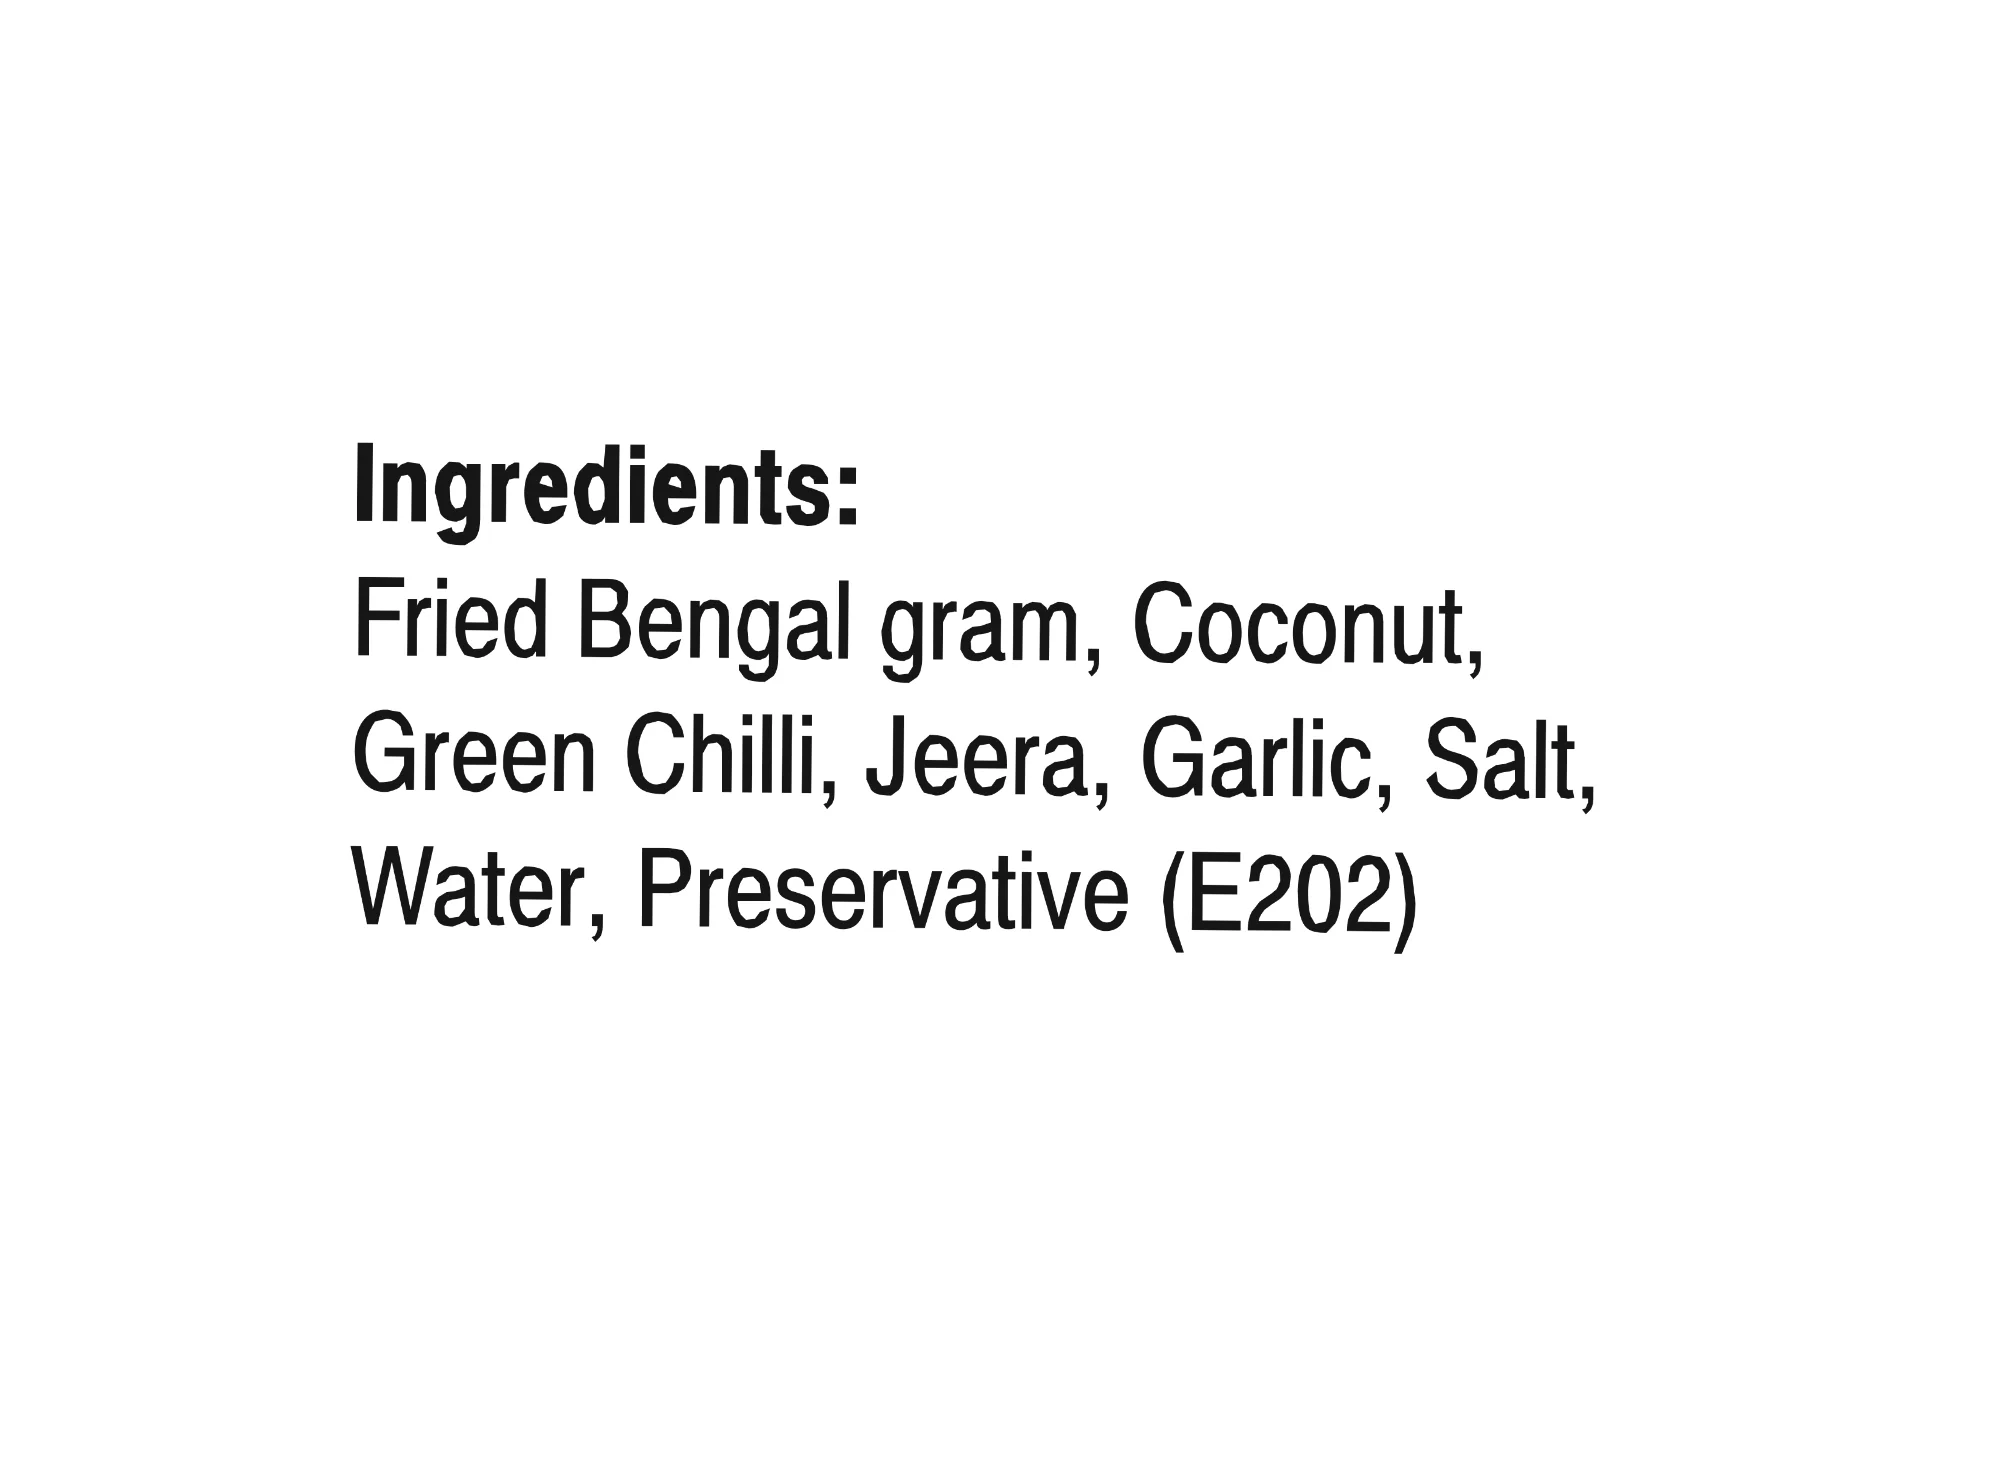 Ingredients:
Fried Bengal gram, Coconut,
Green Chilli, Jeera, Garlic, Salt,
Water, Preservative (E202)